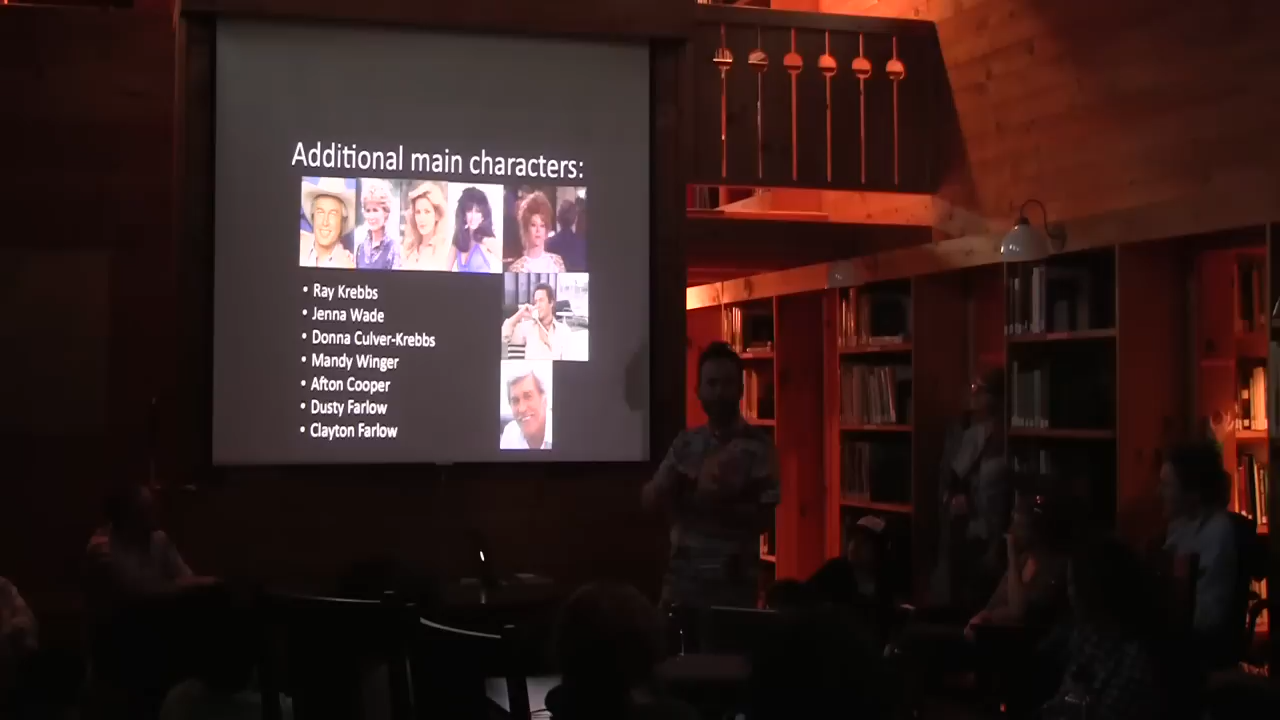 Additional main characters:
• Ray Krebbs
• Jenna Wade
• Donna Culver-Krebbs
• Mandy Winger
• Afton Cooper
• Dusty Farlow
• Clayton Farlow